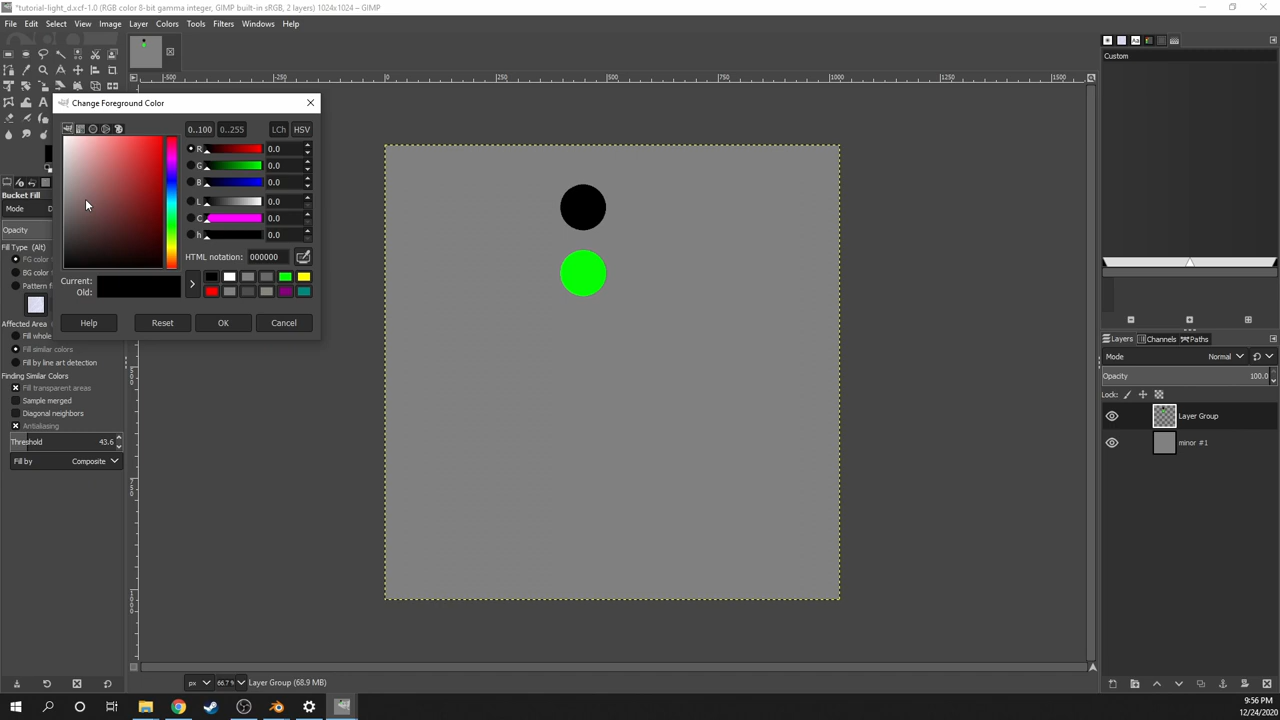 *tutorial-light_d.xcf-1.0 (RGB color 8-bit gamma integer, GIMP built-in sRGB, 2 layers) 1024x1024 – GIMP
File Edit Select View Image Layer Colors Tools Filters Windows Help
Custom
-500 -250 0 250 500 750 1000 1250 1500
Change Foreground Color
0..100 0..255 LCh HSV
R 0.0
G 0.0
B 0.0
L 0.0
C 0.0
h 0.0
HTML notation: 000000
Current:
Old:
Help Reset OK Cancel
Bucket Fill
Mode D
Opacity
Fill Type (Alt)
FG color
BG color
Pattern f
Affected Area
Fill whole
Fill similar colors
Fill by line art detection
Finding Similar Colors
Fill transparent areas
Sample merged
Diagonal neighbors
Antialiasing
Threshold 43.6
Fill by Composite
Layers Channels Paths
Mode Normal
Opacity 100.0
Lock:
Layer Group
minor #1
px 66.7 % Layer Group (68.9 MB)
9:56 PM
12/24/2020